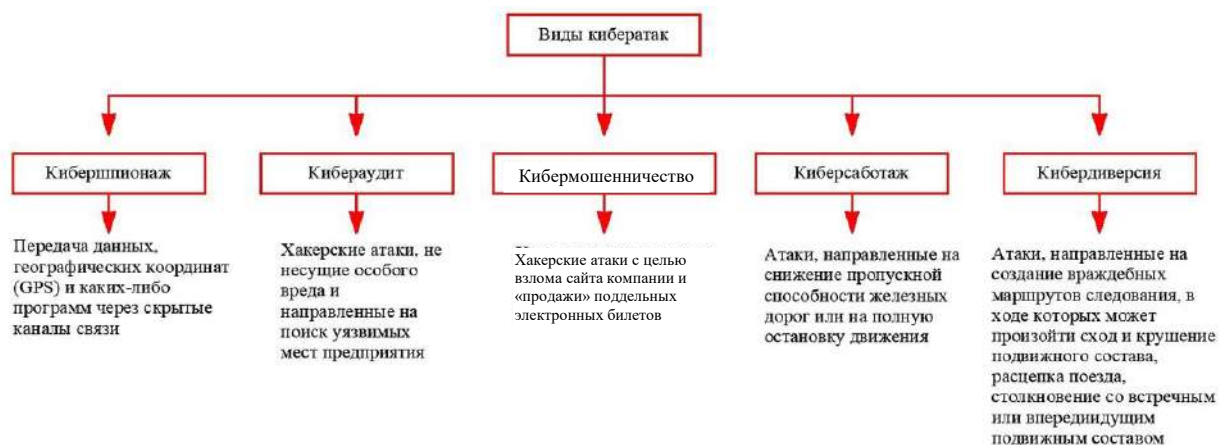 Виды кибератак
Кибершпионаж
Передача данных,
географических координат
(GPS) и каких-либо
программ через скрытые
каналы связи
Кибераудит
Хакерские атаки, не
несущие особого
вреда и
направленные на
поиск уязвимых
мест предприятия
Кибермошенничество
Хакерские атаки с целью
взлома сайта компании и
«продажи» поддельных
электронных билетов
Киберсаботаж
Атаки, направленные на
снижение пропускной
способности железных
дорог или на полную
остановку движения
Кибердиверсия
Атаки, направленные на
создание враждебных
маршрутов следования, в
ходе которых может
произойти сход и крушение
подвижного состава,
расцепка поезда,
столкновение со встречным
или впередиидущим
подвижным составом